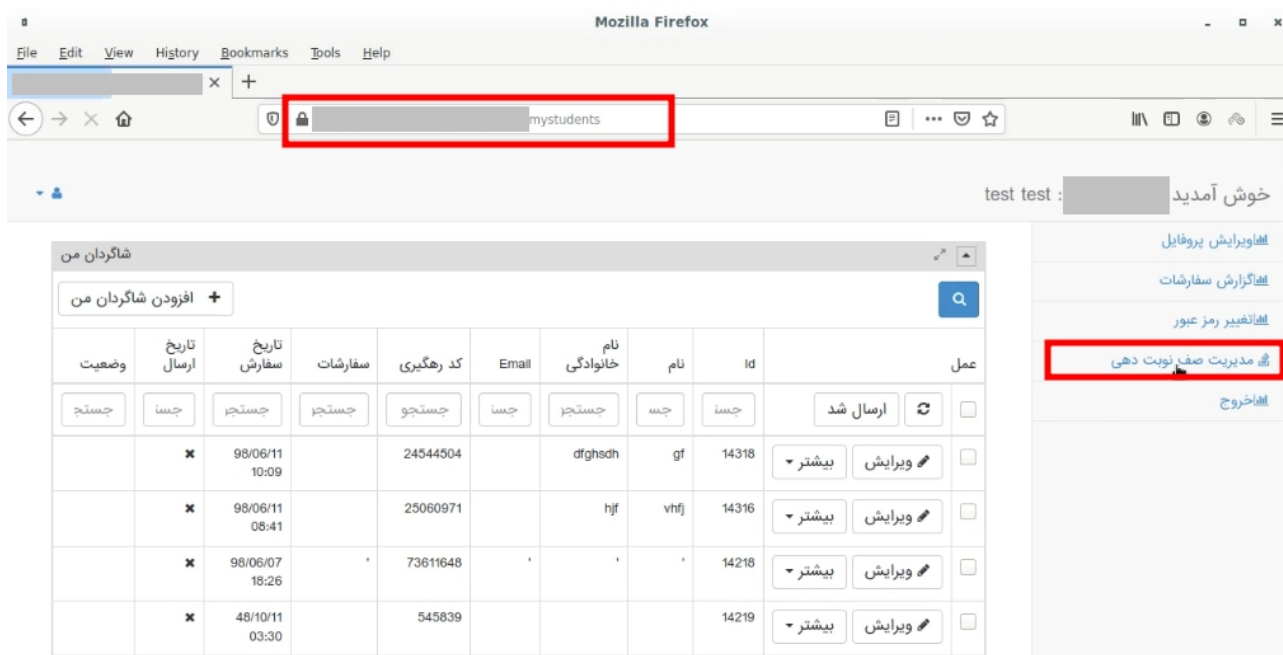 Mozilla Firefox
File Edit View History Bookmarks Tools Help
mystudents
خوش آمدید : test test
ویرایش پروفایل
گزارش سفارشات
تغییر رمز عبور
مدیریت صف نوبت دهی
خروج
شاگردان من
افزودن شاگردان من
عمل Id نام نام خانوادگی Email کد رهگیری سفارشات تاریخ سفارش تاریخ ارسال وضعیت
ارسال شد جستجو
ویرایش بیشتر 14318 gf dfghsdh 24544504 98/06/11 10:09
ویرایش بیشتر 14316 vhfj hjf 25060971 98/06/11 08:41
ویرایش بیشتر 14218 ' ' ' 73611648 ' 98/06/07 18:26
ویرایش بیشتر 14219 545839 48/10/11 03:30